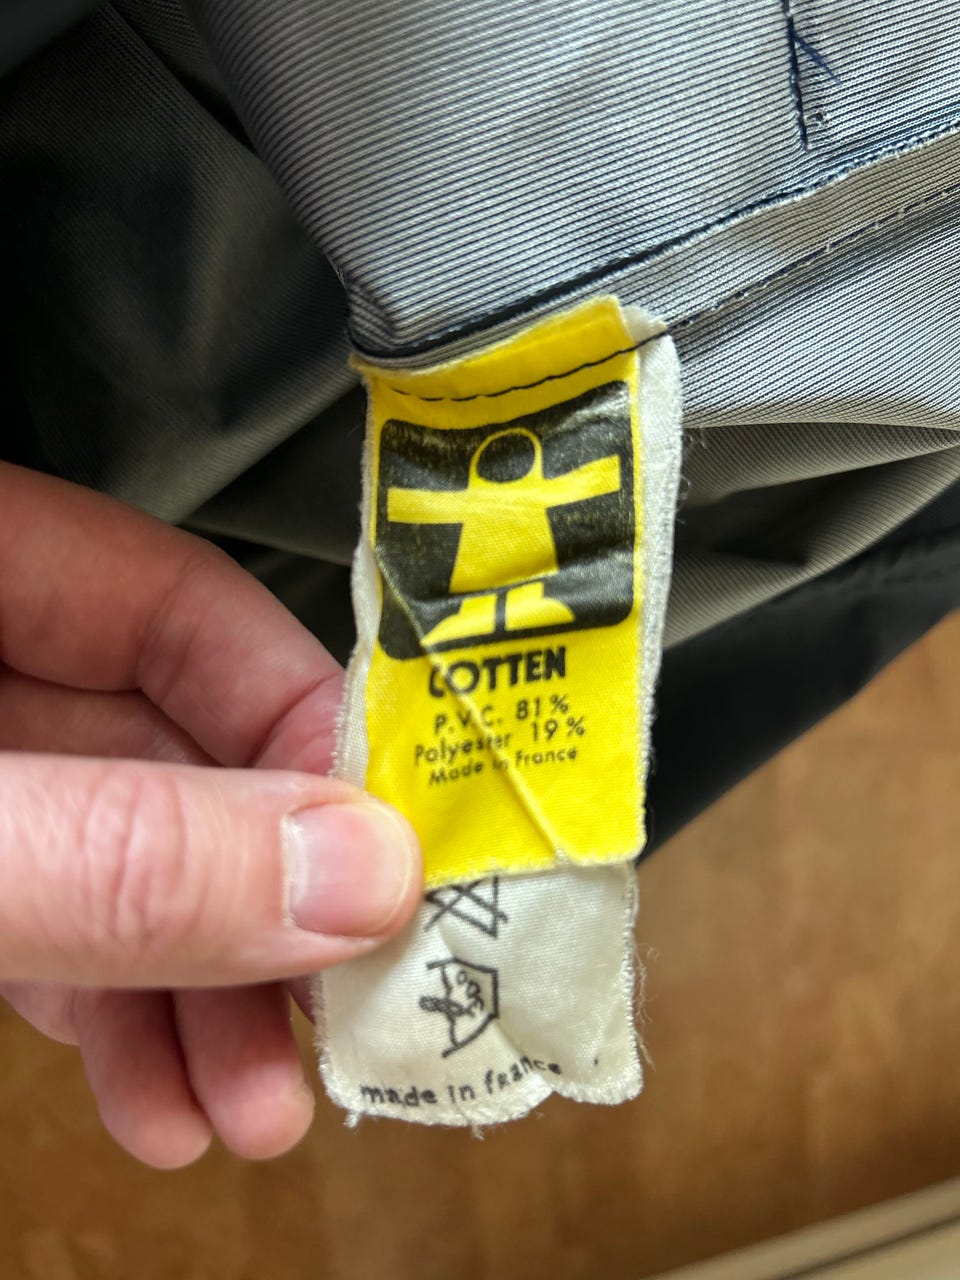 COTTEN
P.V.C. 81%
Polyester 19%
Made in France
made in france